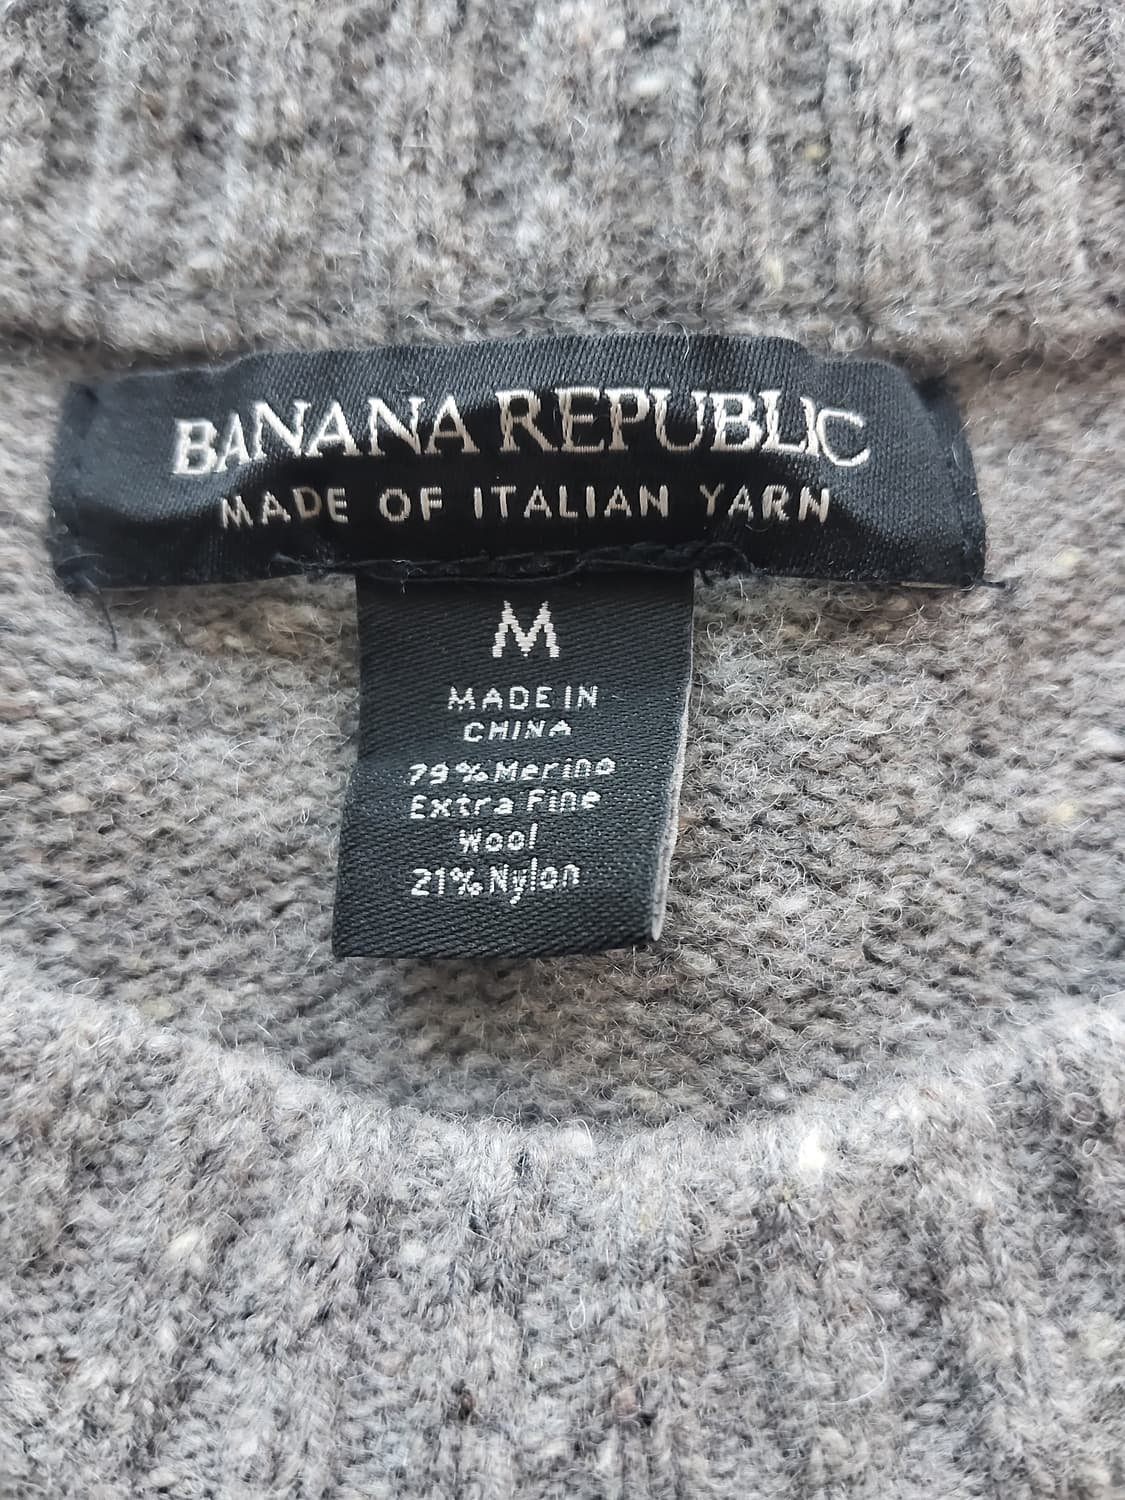 BANANA REPUBLIC
MADE OF ITALIAN YARN
M
MADE IN
CHINA
79% Merino
Extra Fine
Wool
21% Nylon